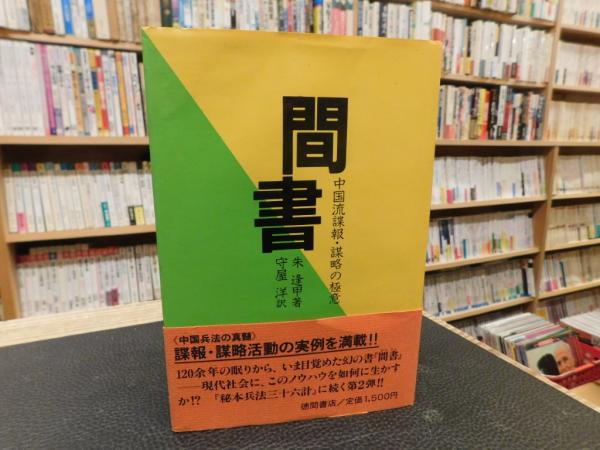 間書
中国流諜報・謀略の極意
朱逢甲著
守屋洋訳
〈中国兵法の真髄〉
諜報・謀略活動の実例を満載!!
120余年の眠りから、いま目覚めた幻の書『間書』
──現代社会に、このノウハウを如何に生かす
か!?　『秘本兵法三十六計』に続く第2弾!!
徳間書店/定価1,500円